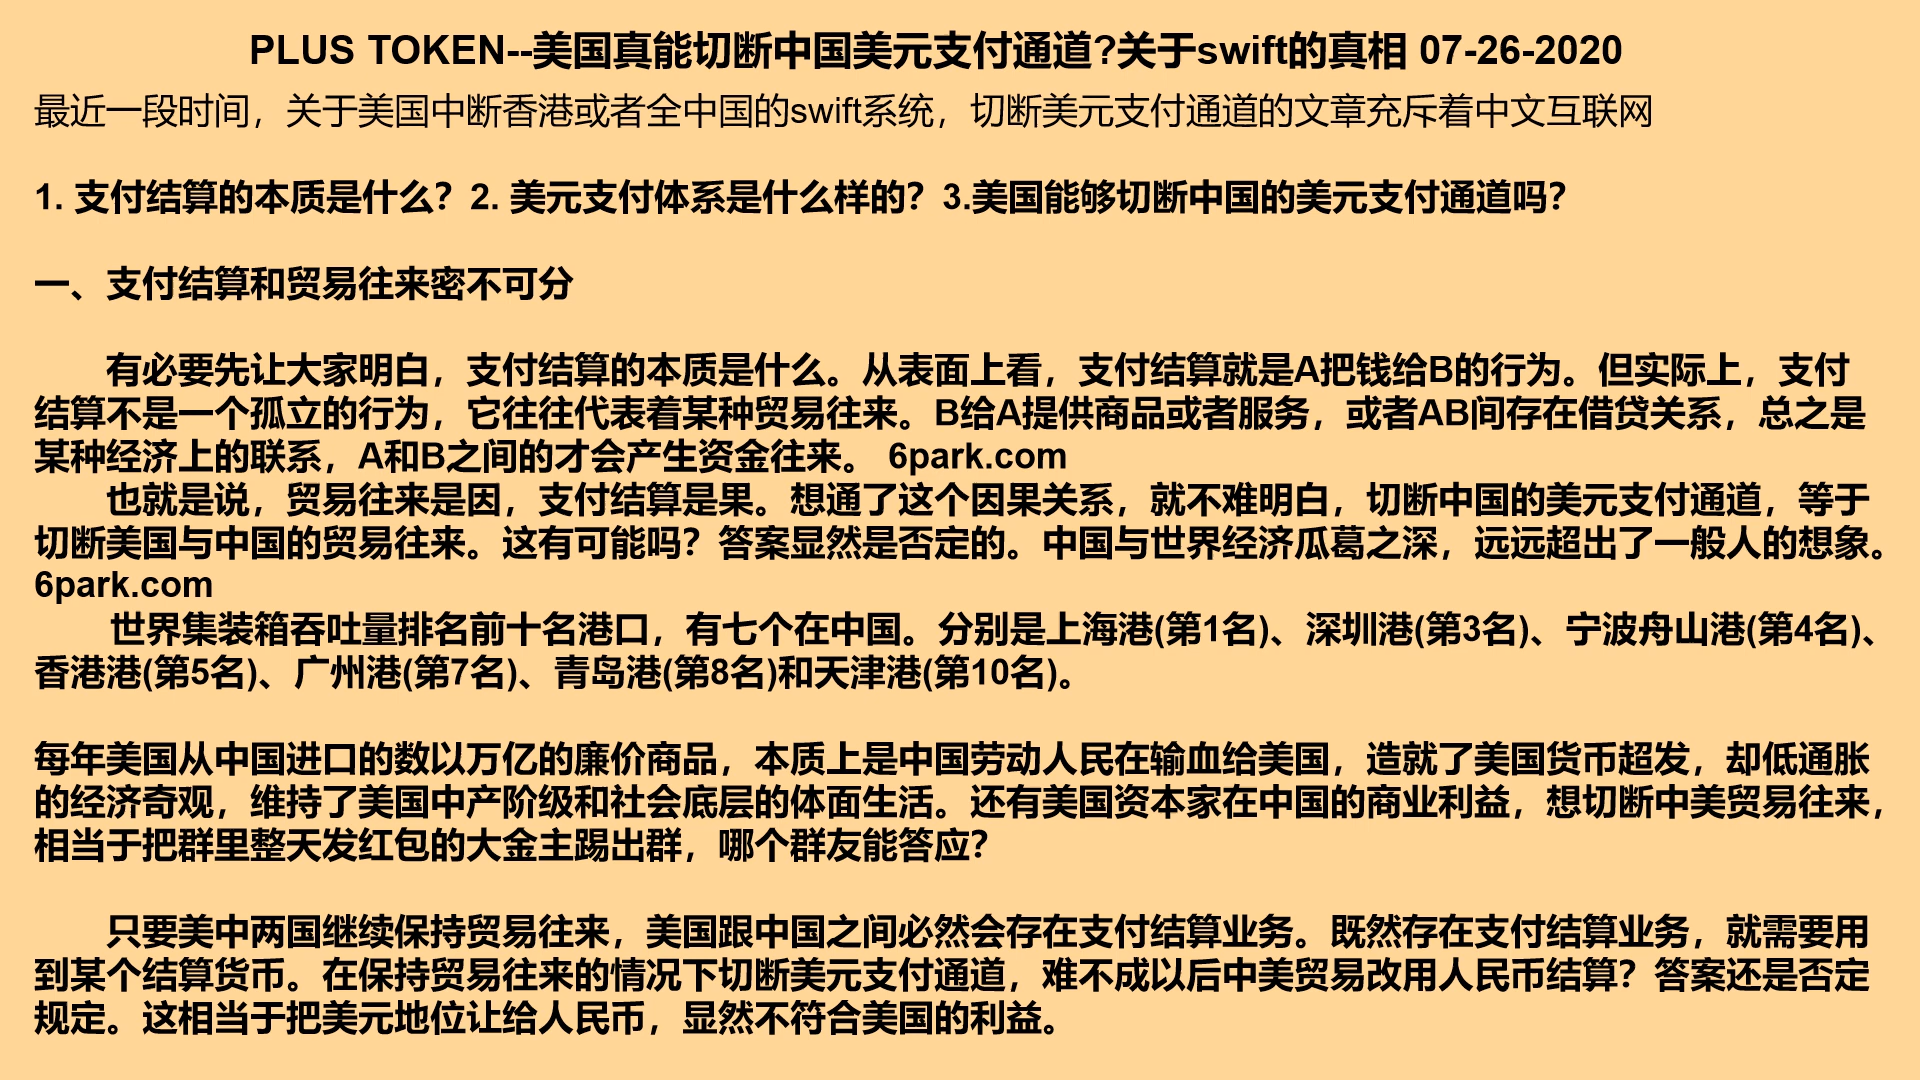 PLUS TOKEN--美国真能切断中国美元支付通道?关于swift的真相 07-26-2020
最近一段时间，关于美国中断香港或者全中国的swift系统，切断美元支付通道的文章充斥着中文互联网
1. 支付结算的本质是什么？2. 美元支付体系是什么样的？3.美国能够切断中国的美元支付通道吗？
一、支付结算和贸易往来密不可分
有必要先让大家明白，支付结算的本质是什么。从表面上看，支付结算就是A把钱给B的行为。但实际上，支付
结算不是一个孤立的行为，它往往代表着某种贸易往来。B给A提供商品或者服务，或者AB间存在借贷关系，总之是
某种经济上的联系，A和B之间的才会产生资金往来。 6park.com
也就是说，贸易往来是因，支付结算是果。想通了这个因果关系，就不难明白，切断中国的美元支付通道，等于
切断美国与中国的贸易往来。这有可能吗？答案显然是否定的。中国与世界经济瓜葛之深，远远超出了一般人的想象。
6park.com
世界集装箱吞吐量排名前十名港口，有七个在中国。分别是上海港(第1名)、深圳港(第3名)、宁波舟山港(第4名)、
香港港(第5名)、广州港(第7名)、青岛港(第8名)和天津港(第10名)。
每年美国从中国进口的数以万亿的廉价商品，本质上是中国劳动人民在输血给美国，造就了美国货币超发，却低通胀
的经济奇观，维持了美国中产阶级和社会底层的体面生活。还有美国资本家在中国的商业利益，想切断中美贸易往来，
相当于把群里整天发红包的大金主踢出群，哪个群友能答应？
只要美中两国继续保持贸易往来，美国跟中国之间必然会存在支付结算业务。既然存在支付结算业务，就需要用
到某个结算货币。在保持贸易往来的情况下切断美元支付通道，难不成以后中美贸易改用人民币结算？答案还是否定
规定。这相当于把美元地位让给人民币，显然不符合美国的利益。